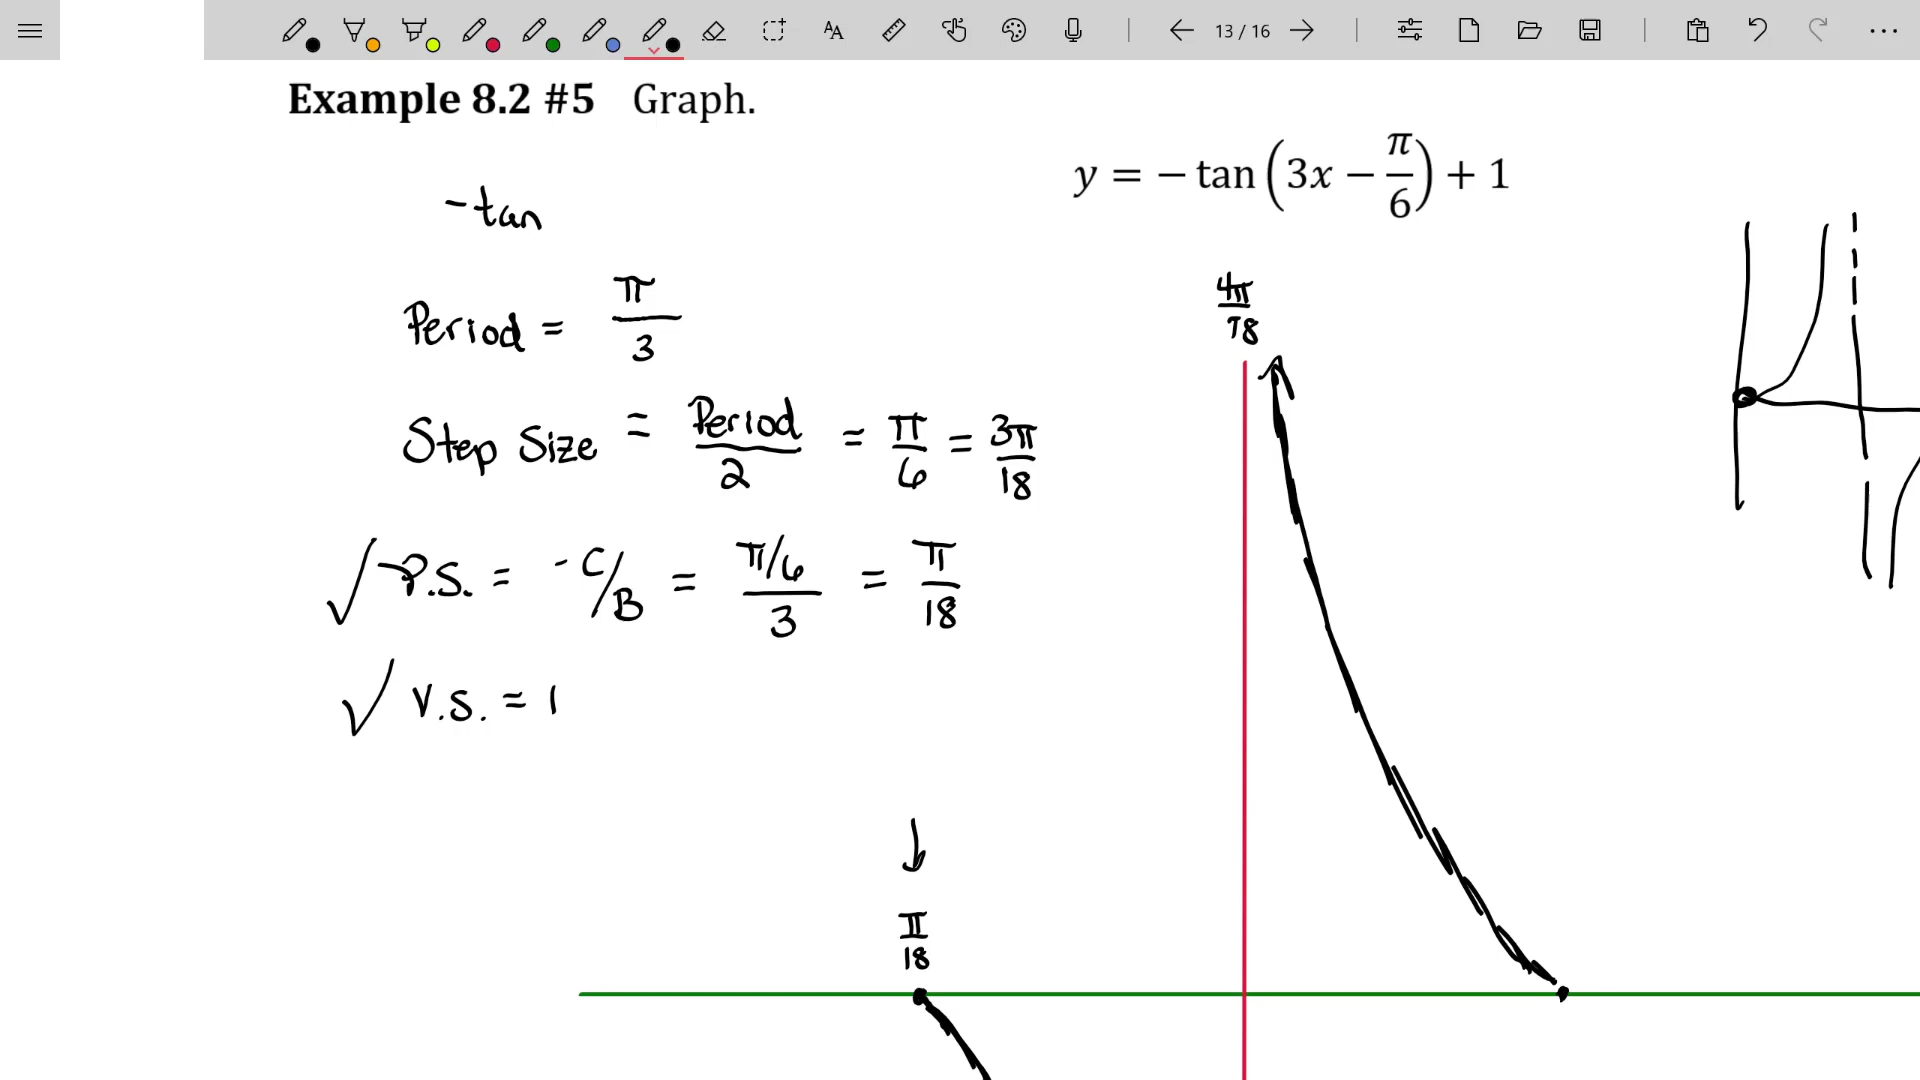 13 / 16
Example 8.2 #5 Graph.
y = − tan (3x − π/6) + 1
-tan
Period = π/3
Step Size = Period/2 = π/6 = 3π/18
P.S. = -C/B = π/6/3 = π/18
V.S. = 1
4π/18
π/18